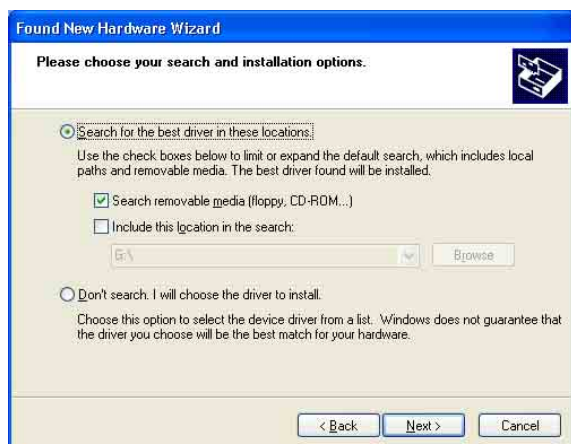 Found New Hardware Wizard
Please choose your search and installation options.
Search for the best driver in these locations.
Use the check boxes below to limit or expand the default search, which includes local
paths and removable media. The best driver found will be installed.
Search removable media (floppy, CD-ROM...)
Include this location in the search:
G:\
Browse
Don't search. I will choose the driver to install.
Choose this option to select the device driver from a list. Windows does not guarantee that
the driver you choose will be the best match for your hardware.
< Back
Next >
Cancel